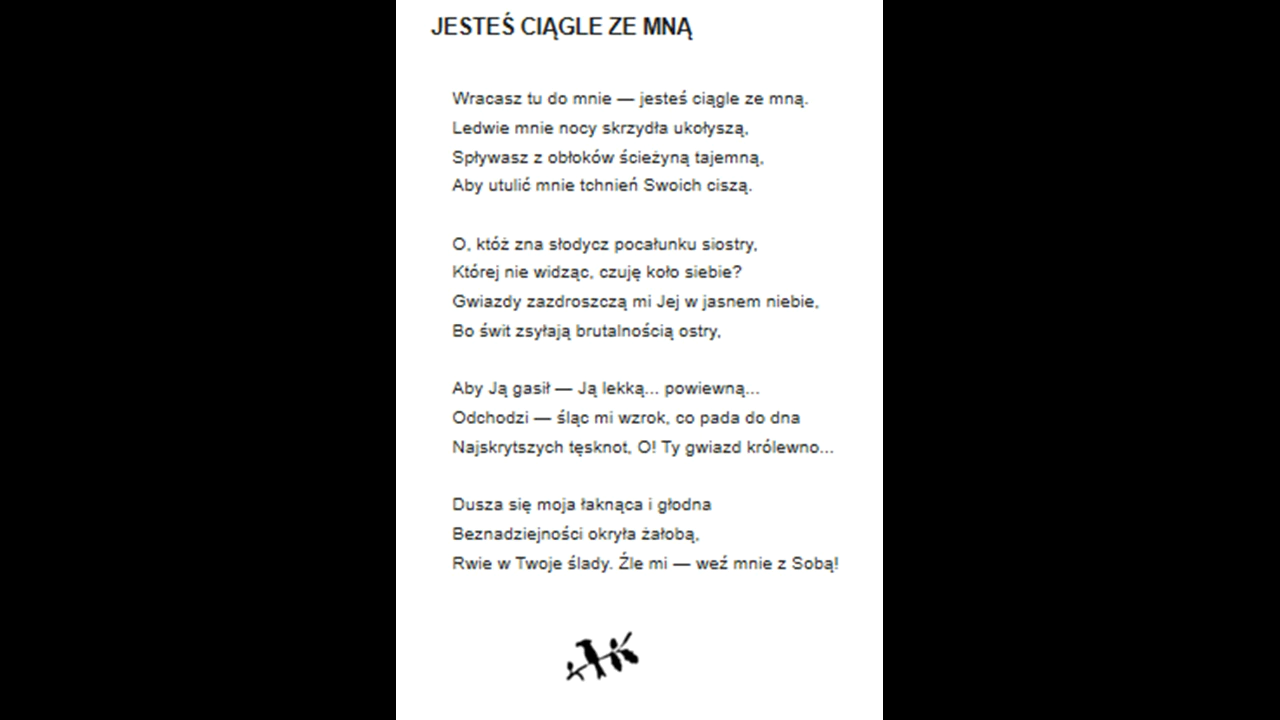 JESTEŚ CIĄGLE ZE MNĄ
Wracasz tu do mnie — jesteś ciągle ze mną.
Ledwie mnie nocy skrzydła ukołyszą,
Spływasz z obłoków ścieżyną tajemną,
Aby utulić mnie tchnień Swoich ciszą.
O, któż zna słodycz pocałunku siostry,
Której nie widząc, czuję koło siebie?
Gwiazdy zazdroszczą mi Jej w jasnem niebie,
Bo świt zsyłają brutalnością ostry,
Aby Ją gasił — Ją lekką... powiewną...
Odchodzi — śląc mi wzrok, co pada do dna
Najskrytszych tęsknot, O! Ty gwiazd królewno...
Dusza się moja łaknąca i głodna
Beznadziejności okryła żałobą,
Rwie w Twoje ślady. Źle mi — weź mnie z Sobą!